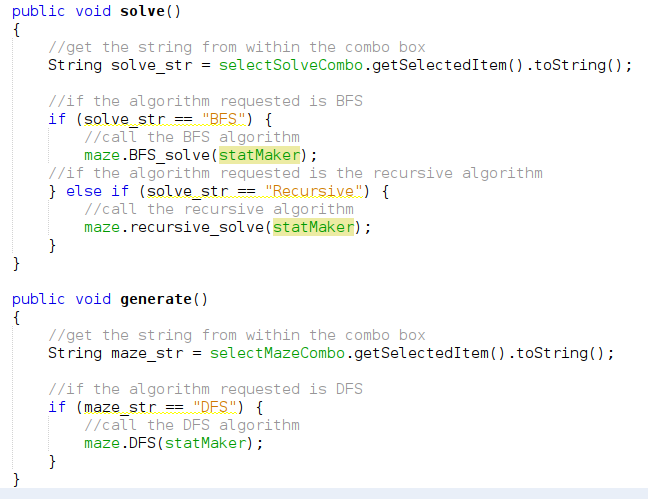 public void solve()
{
//get the string from within the combo box
String solve_str = selectSolveCombo.getSelectedItem().toString();
//if the algorithm requested is BFS
if (solve_str == "BFS") {
//call the BFS algorithm
maze.BFS_solve(statMaker);
//if the algorithm requested is the recursive algorithm
} else if (solve_str == "Recursive") {
//call the recursive algorithm
maze.recursive_solve(statMaker);
}
}
public void generate()
{
//get the string from within the combo box
String maze_str = selectMazeCombo.getSelectedItem().toString();
//if the algorithm requested is DFS
if (maze_str == "DFS") {
//call the DFS algorithm
maze.DFS(statMaker);
}
}